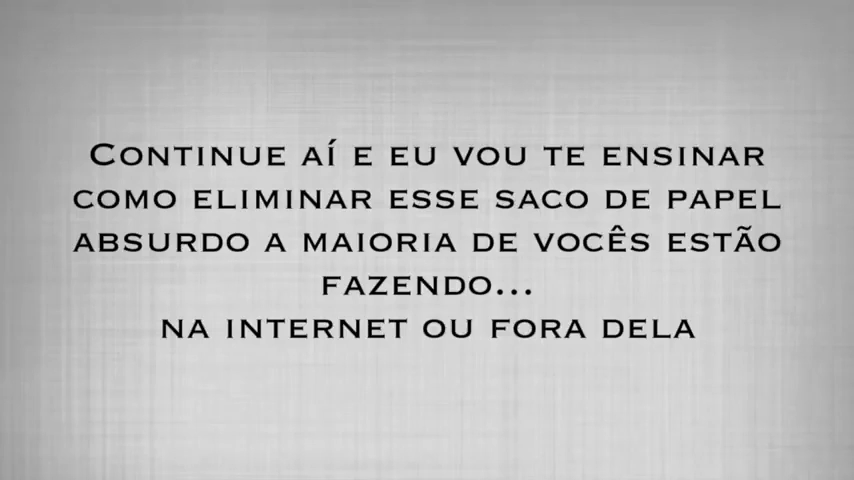 Continue aí e eu vou te ensinar
como eliminar esse saco de papel
absurdo a maioria de vocês estão
fazendo...
na internet ou fora dela